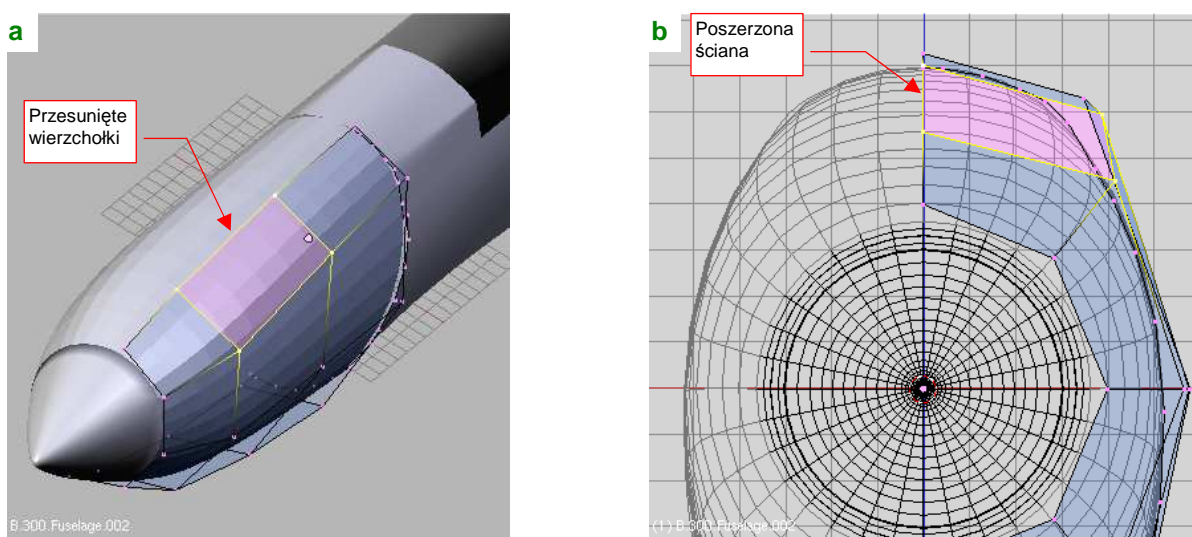 a
Przesunięte
wierzchołki
B.300.Fuselage.002
b
Poszerzona
ściana
(1) B.300.Fuselage.002